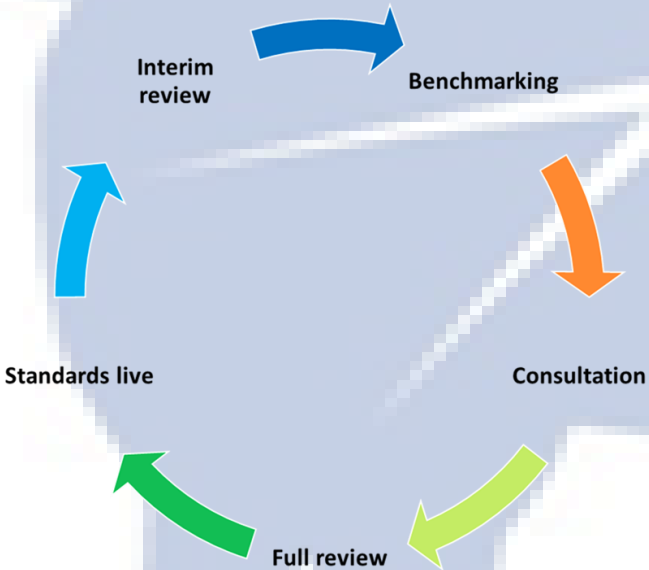 Interim
review
Benchmarking
Consultation
Full review
Standards live